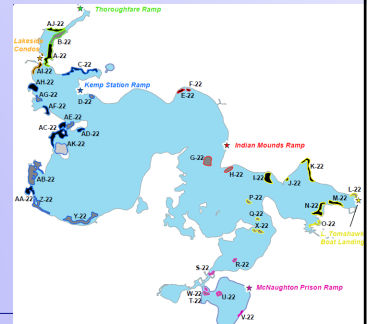 Thoroughfare Ramp
AJ-22
B-22
Lakeside
Condos
A-22
AI-22
C-22
AH-22
Kemp Station Ramp
AG-22
D-22
F-22
E-22
AF-22
AE-22
AC-22
AD-22
AK-22
Indian Mounds Ramp
G-22
K-22
H-22
I-22
J-22
AB-22
L-22
AA-22
Z-22
P-22
M-22
N-22
Y-22
Q-22
X-22
O-22
L. Tomahawk
Boat Landing
R-22
S-22
McNaughton Prison Ramp
W-22
U-22
T-22
V-22